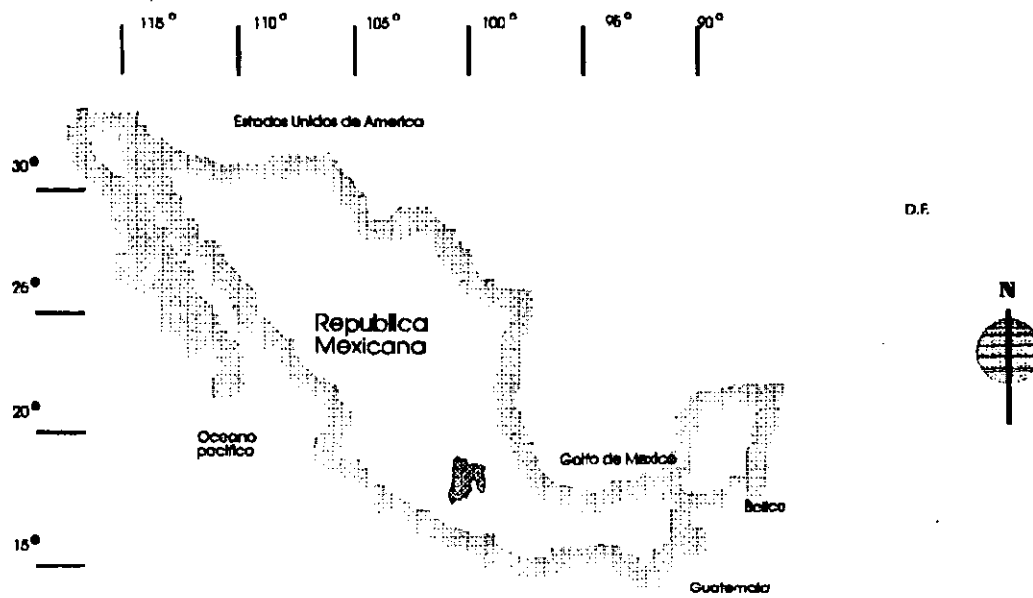 115° 110° 105° 100° 95° 90°
Estados Unidos de America
30°
D.F.
25°
N
Republica
Mexicana
20°
Oceano
pacifico
Golfo de Mexico
Belice
15°
Guatemala